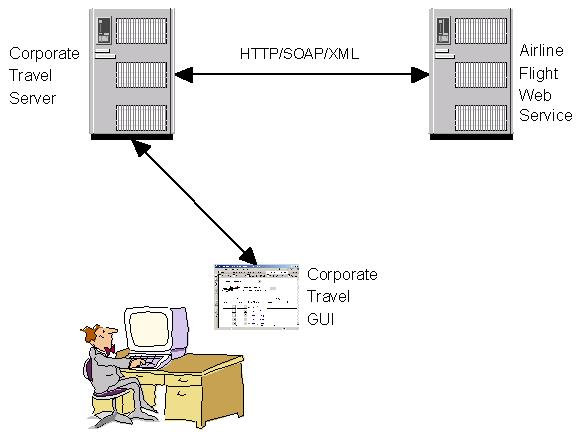 Corporate
Travel
Server
HTTP/SOAP/XML
Airline
Flight
Web
Service
Corporate
Travel
GUI